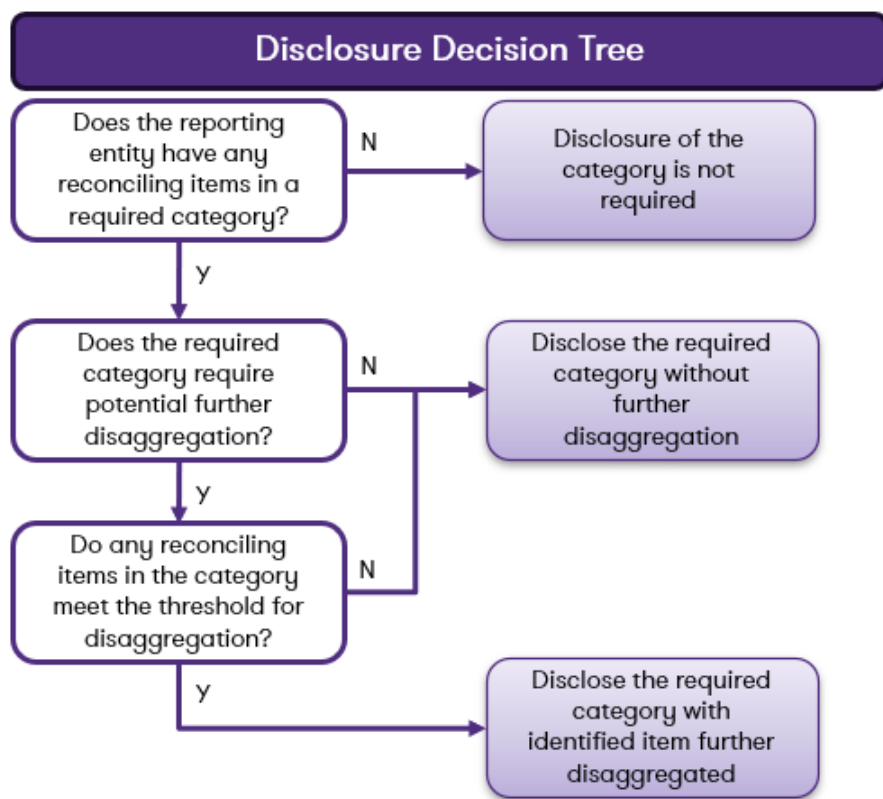 Disclosure Decision Tree
Does the reporting
entity have any
reconciling items in a
required category?
N
Disclosure of the
category is not
required
Y
Does the required
category require
potential further
disaggregation?
N
Disclose the required
category without
further
disaggregation
Y
Do any reconciling
items in the category
meet the threshold for
disaggregation?
N
Y
Disclose the required
category with
identified item further
disaggregated